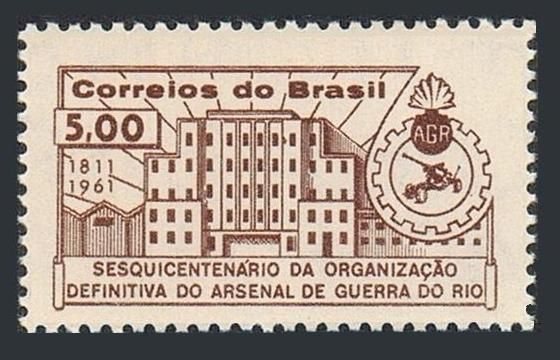 Correios do Brasil
5,00
AGR
1811
1961
SESQUICENTENÁRIO DA ORGANIZAÇÃO
DEFINITIVA DO ARSENAL DE GUERRA DO RIO